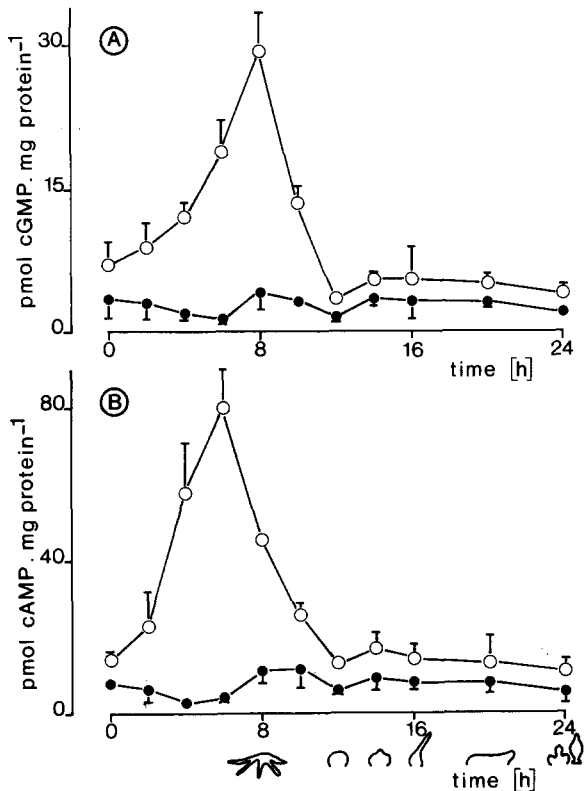 A
30
15
0
pmol cGMP. mg protein⁻¹
0
8
16
24
time [h]
B
80
40
0
pmol cAMP. mg protein⁻¹
0
8
16
24
time [h]